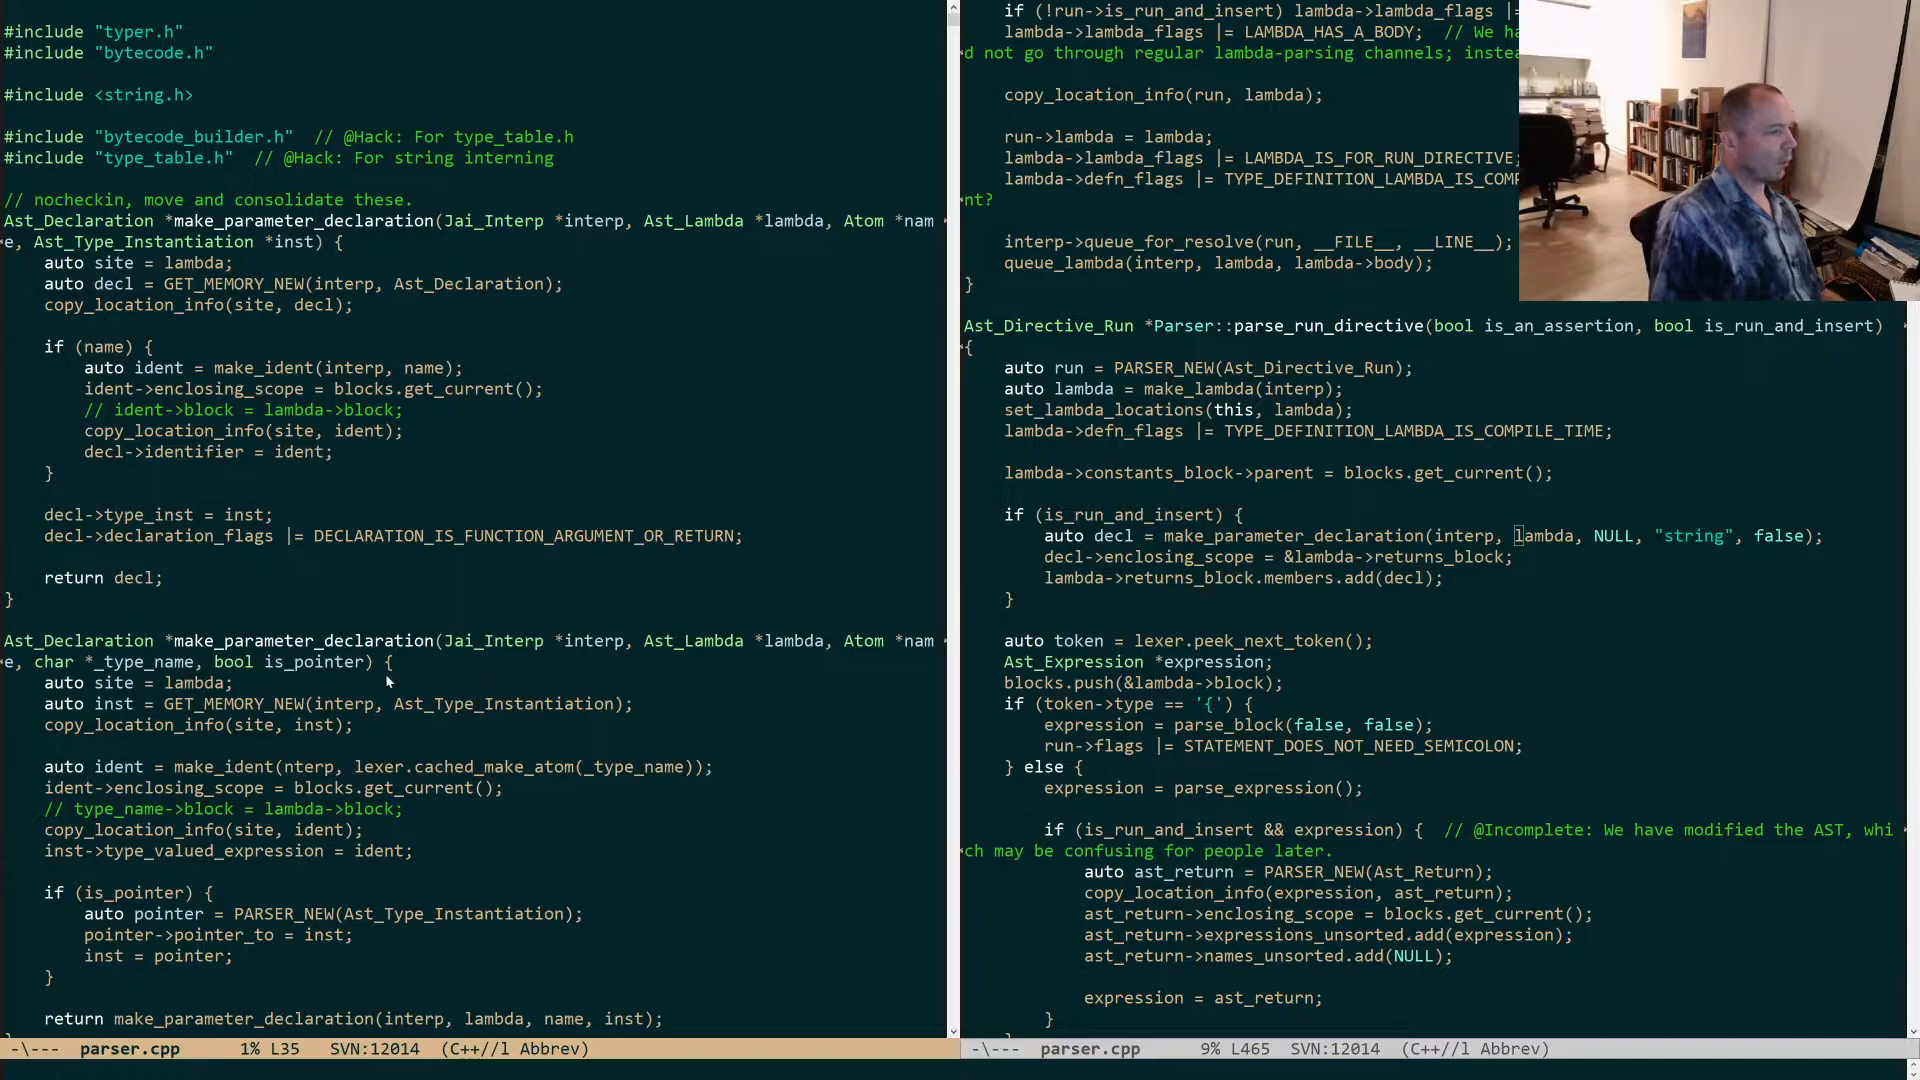 #include "typer.h"
#include "bytecode.h"
#include <string.h>
#include "bytecode_builder.h"  // @Hack: For type_table.h
#include "type_table.h"  // @Hack: For string interning
// nocheckin, move and consolidate these.
Ast_Declaration *make_parameter_declaration(Jai_Interp *interp, Ast_Lambda *lambda, Atom *nam
e, Ast_Type_Instantiation *inst) {
    auto site = lambda;
    auto decl = GET_MEMORY_NEW(interp, Ast_Declaration);
    copy_location_info(site, decl);
    if (name) {
        auto ident = make_ident(interp, name);
        ident->enclosing_scope = blocks.get_current();
        // ident->block = lambda->block;
        copy_location_info(site, ident);
        decl->identifier = ident;
    }
    decl->type_inst = inst;
    decl->declaration_flags |= DECLARATION_IS_FUNCTION_ARGUMENT_OR_RETURN;
    return decl;
}
Ast_Declaration *make_parameter_declaration(Jai_Interp *interp, Ast_Lambda *lambda, Atom *nam
e, char *_type_name, bool is_pointer) {
    auto site = lambda;
    auto inst = GET_MEMORY_NEW(interp, Ast_Type_Instantiation);
    copy_location_info(site, inst);
    auto ident = make_ident(nterp, lexer.cached_make_atom(_type_name));
    ident->enclosing_scope = blocks.get_current();
    // type_name->block = lambda->block;
    copy_location_info(site, ident);
    inst->type_valued_expression = ident;
    if (is_pointer) {
        auto pointer = PARSER_NEW(Ast_Type_Instantiation);
        pointer->pointer_to = inst;
        inst = pointer;
    }
    return make_parameter_declaration(interp, lambda, name, inst);
-\---  parser.cpp      1% L35   SVN:12014  (C++//l Abbrev)
    if (!run->is_run_and_insert) lambda->lambda_flags |=
    lambda->lambda_flags |= LAMBDA_HAS_A_BODY;  // We
d not go through regular lambda-parsing channels;
    copy_location_info(run, lambda);
    run->lambda = lambda;
    lambda->lambda_flags |= LAMBDA_IS_FOR_RUN_DIRECTIVE;
    lambda->defn_flags |=
nt?
    interp->queue_for_resolve(run, __FILE__, __LINE__);
    queue_lambda(interp, lambda, lambda->body);
}
Ast_Directive_Run *Parser::parse_run_directive(bool is_an_assertion, bool is_run_and_insert)
{
    auto run = PARSER_NEW(Ast_Directive_Run);
    auto lambda = make_lambda(interp);
    set_lambda_locations(this, lambda);
    lambda->defn_flags |= TYPE_DEFINITION_LAMBDA_IS_COMPILE_TIME;
    lambda->constants_block->parent = blocks.get_current();
    if (is_run_and_insert) {
        auto decl = make_parameter_declaration(interp, lambda, NULL, "string", false);
        decl->enclosing_scope = &lambda->returns_block;
        lambda->returns_block.members.add(decl);
    }
    auto token = lexer.peek_next_token();
    Ast_Expression *expression;
    blocks.push(&lambda->block);
    if (token->type == '{') {
        expression = parse_block(false, false);
        run->flags |= STATEMENT_DOES_NOT_NEED_SEMICOLON;
    } else {
        expression = parse_expression();
        if (is_run_and_insert && expression) {  // @Incomplete: We have modified the AST, whi
ch may be confusing for people later.
            auto ast_return = PARSER_NEW(Ast_Return);
            copy_location_info(expression, ast_return);
            ast_return->enclosing_scope = blocks.get_current();
            ast_return->expressions_unsorted.add(expression);
            ast_return->names_unsorted.add(NULL);
            expression = ast_return;
        }
-\---  parser.cpp      9% L465  SVN:12014  (C++//l Abbrev)